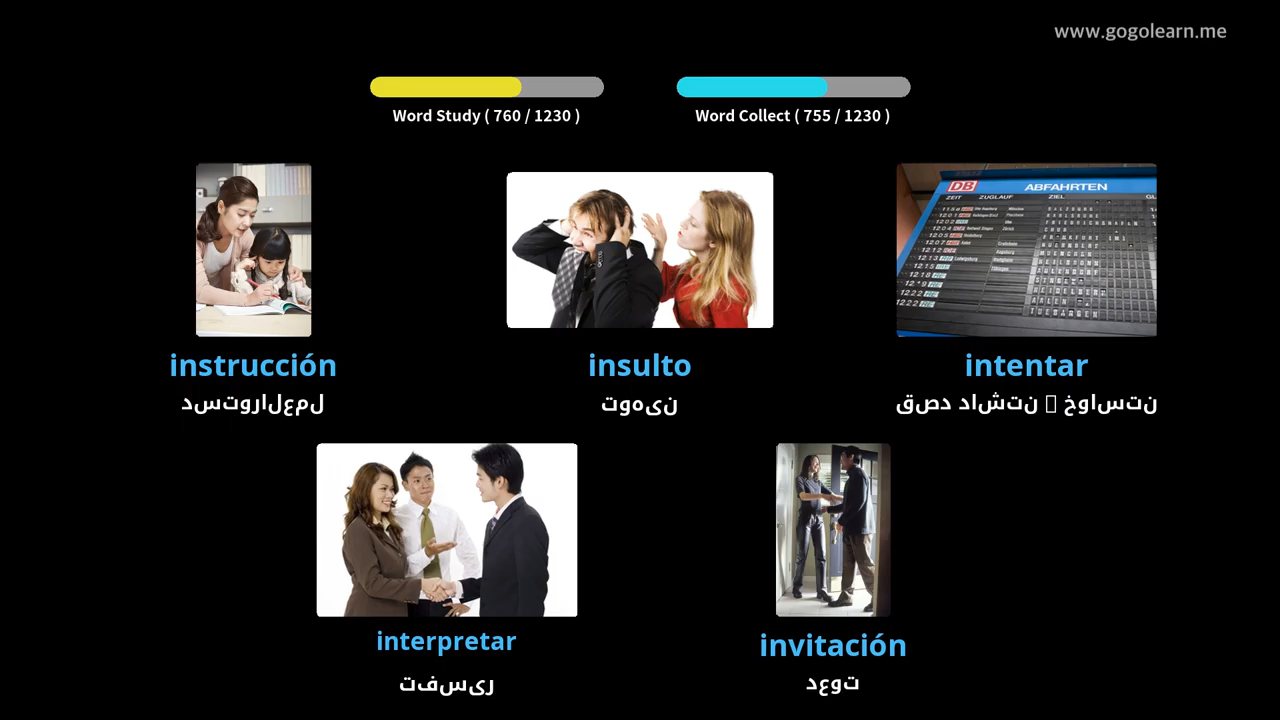 www.gogolearn.me
Word Study ( 760 / 1230 )
Word Collect ( 755 / 1230 )
DB ABFAHRTEN
ZEIT ZUGLAUF ZIEL
instrucción
دستورالعمل
insulto
توهین
intentar
قصد داشتن خواستن
interpretar
تفسیر
invitación
دعوت